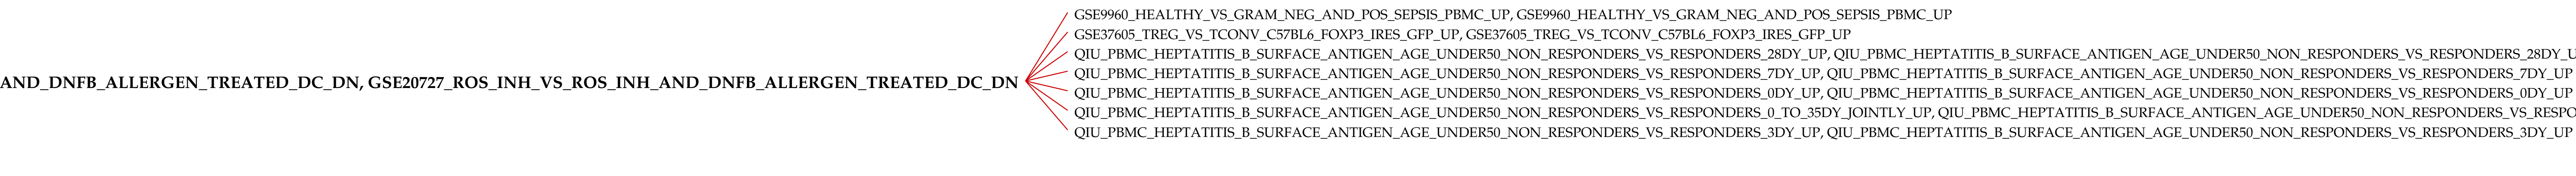 GSE9960_HEALTHY_VS_GRAM_NEG_AND_POS_SEPSIS_PBMC_UP, GSE9960_HEALTHY_VS_GRAM_NEG_AND_POS_SEPSIS_PBMC_UP
GSE37605_TREG_VS_TCONV_C57BL6_FOXP3_IRES_GFP_UP, GSE37605_TREG_VS_TCONV_C57BL6_FOXP3_IRES_GFP_UP
QIU_PBMC_HEPTATITIS_B_SURFACE_ANTIGEN_AGE_UNDER50_NON_RESPONDERS_VS_RESPONDERS_28DY_UP, QIU_PBMC_HEPTATITIS_B_SURFACE_ANTIGEN_AGE_UNDER50_NON_RESPONDERS_VS_RESPONDERS_28DY_U
QIU_PBMC_HEPTATITIS_B_SURFACE_ANTIGEN_AGE_UNDER50_NON_RESPONDERS_VS_RESPONDERS_7DY_UP, QIU_PBMC_HEPTATITIS_B_SURFACE_ANTIGEN_AGE_UNDER50_NON_RESPONDERS_VS_RESPONDERS_7DY_UP
AND_DNFB_ALLERGEN_TREATED_DC_DN, GSE20727_ROS_INH_VS_ROS_INH_AND_DNFB_ALLERGEN_TREATED_DC_DN
QIU_PBMC_HEPTATITIS_B_SURFACE_ANTIGEN_AGE_UNDER50_NON_RESPONDERS_VS_RESPONDERS_0DY_UP, QIU_PBMC_HEPTATITIS_B_SURFACE_ANTIGEN_AGE_UNDER50_NON_RESPONDERS_VS_RESPONDERS_0DY_UP
QIU_PBMC_HEPTATITIS_B_SURFACE_ANTIGEN_AGE_UNDER50_NON_RESPONDERS_VS_RESPONDERS_0_TO_35DY_JOINTLY_UP, QIU_PBMC_HEPTATITIS_B_SURFACE_ANTIGEN_AGE_UNDER50_NON_RESPONDERS_VS_RESPO
QIU_PBMC_HEPTATITIS_B_SURFACE_ANTIGEN_AGE_UNDER50_NON_RESPONDERS_VS_RESPONDERS_3DY_UP, QIU_PBMC_HEPTATITIS_B_SURFACE_ANTIGEN_AGE_UNDER50_NON_RESPONDERS_VS_RESPONDERS_3DY_UP